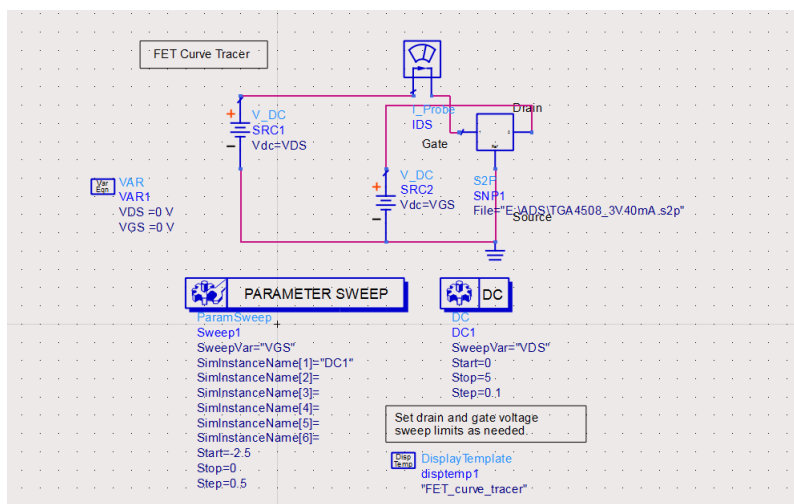 FET Curve Tracer
I_Probe
IDS
Drain
Gate
V_DC
SRC1
Vdc=VDS
V_DC
SRC2
Vdc=VGS
Ref
S2P
SNP1
File="E:\ADS\TGA4508_3V40mA.s2p"
Source
Var
Eqn
VAR
VAR1
VDS =0 V
VGS =0 V
PARAMETER SWEEP
ParamSweep
Sweep1
SweepVar="VGS"
SimInstanceName[1]="DC1"
SimInstanceName[2]=
SimInstanceName[3]=
SimInstanceName[4]=
SimInstanceName[5]=
SimInstanceName[6]=
Start=-2.5
Stop=0
Step=0.5
DC
DC
DC1
SweepVar="VDS"
Start=0
Stop=5
Step=0.1
Set drain and gate voltage
sweep limits as needed.
Disp
Temp
DisplayTemplate
disptemp1
"FET_curve_tracer"